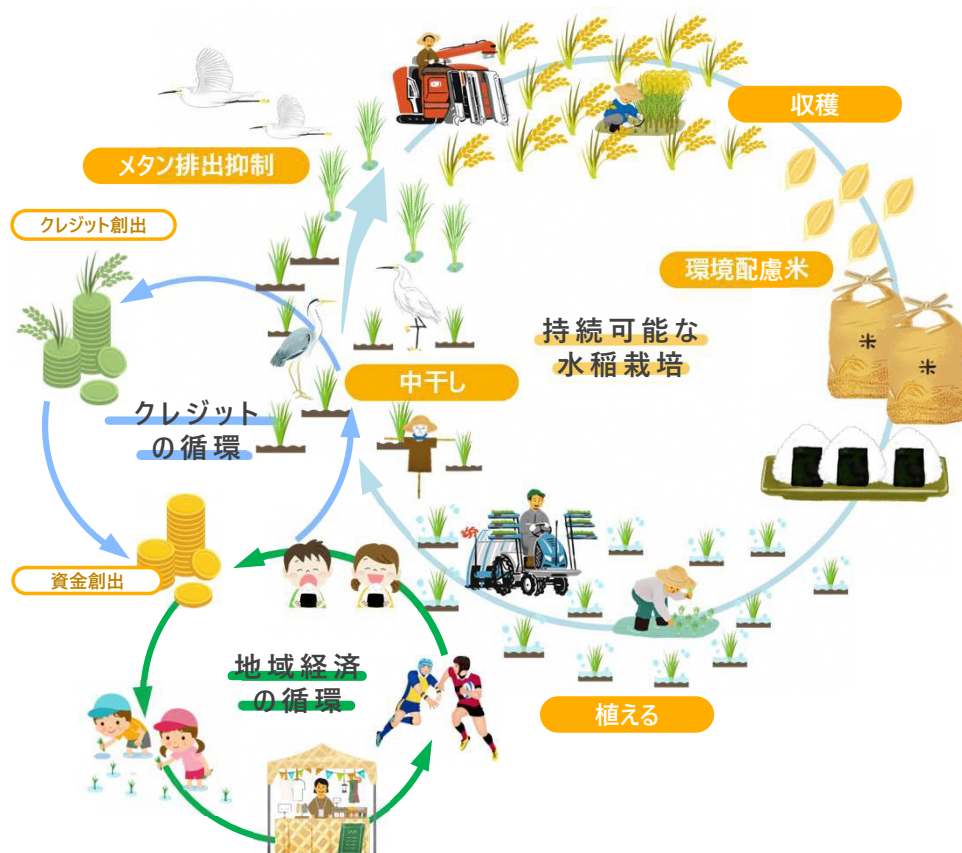 収穫
メタン排出抑制
クレジット創出
環境配慮米
持続可能な
水稲栽培
米
米
中干し
クレジット
の循環
資金創出
地域経済
の循環
植える